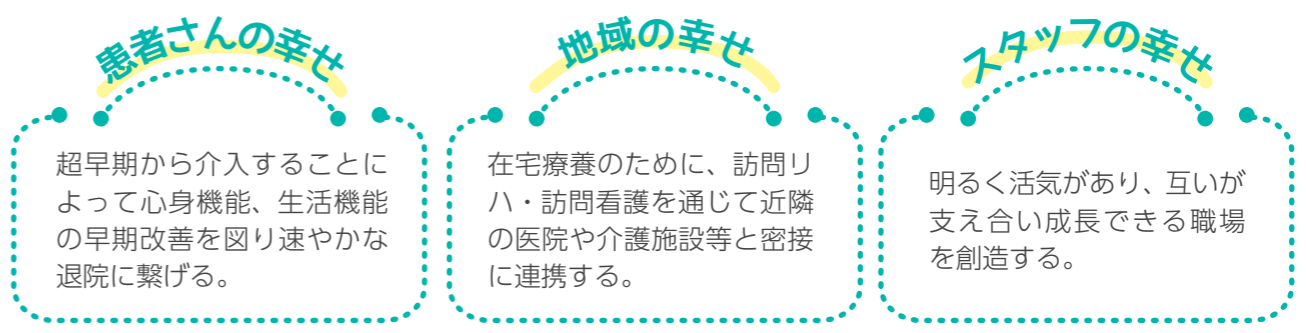 患者さんの幸せ
超早期から介入することに
よって心身機能、生活機能
の早期改善を図り速やかな
退院に繋げる。
地域の幸せ
在宅療養のために、訪問リ
ハ・訪問看護を通じて近隣
の医院や介護施設等と密接
に連携する。
スタッフの幸せ
明るく活気があり、互いが
支え合い成長できる職場
を創造する。